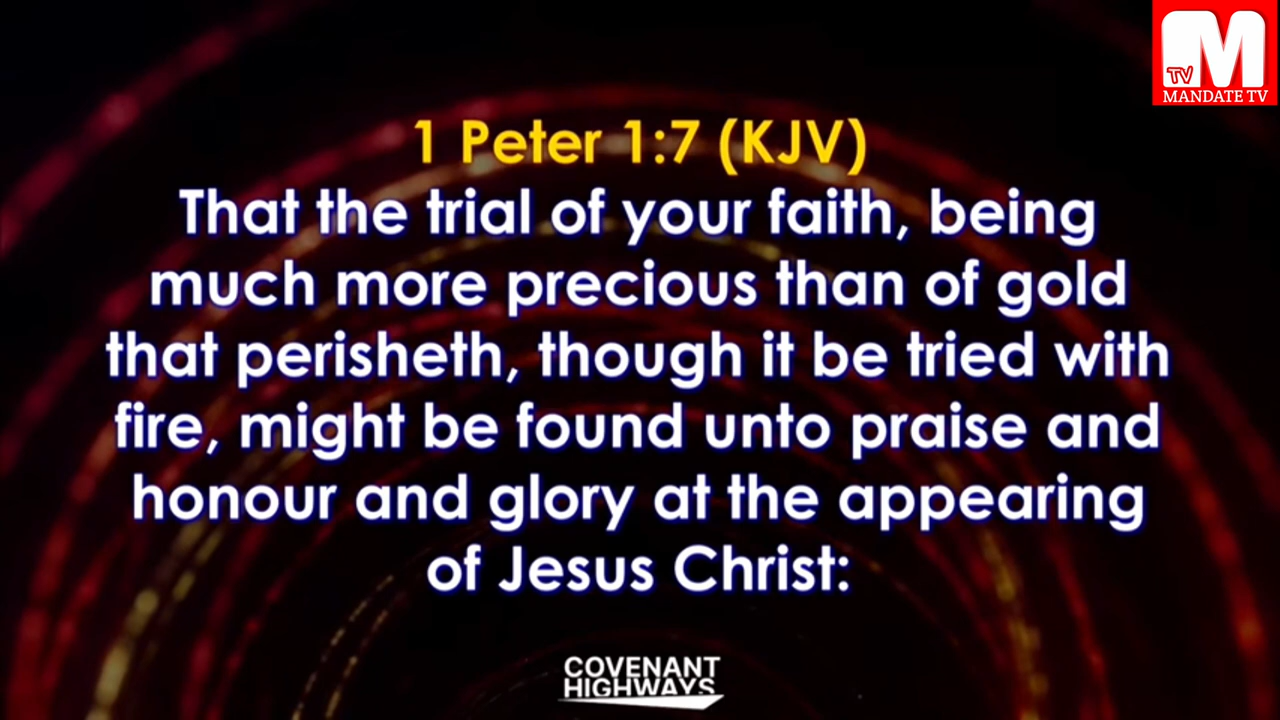 M
TV
MANDATE TV
1 Peter 1:7 (KJV)
That the trial of your faith, being
much more precious than of gold
that perisheth, though it be tried with
fire, might be found unto praise and
honour and glory at the appearing
of Jesus Christ:
COVENANT
HIGHWAYS